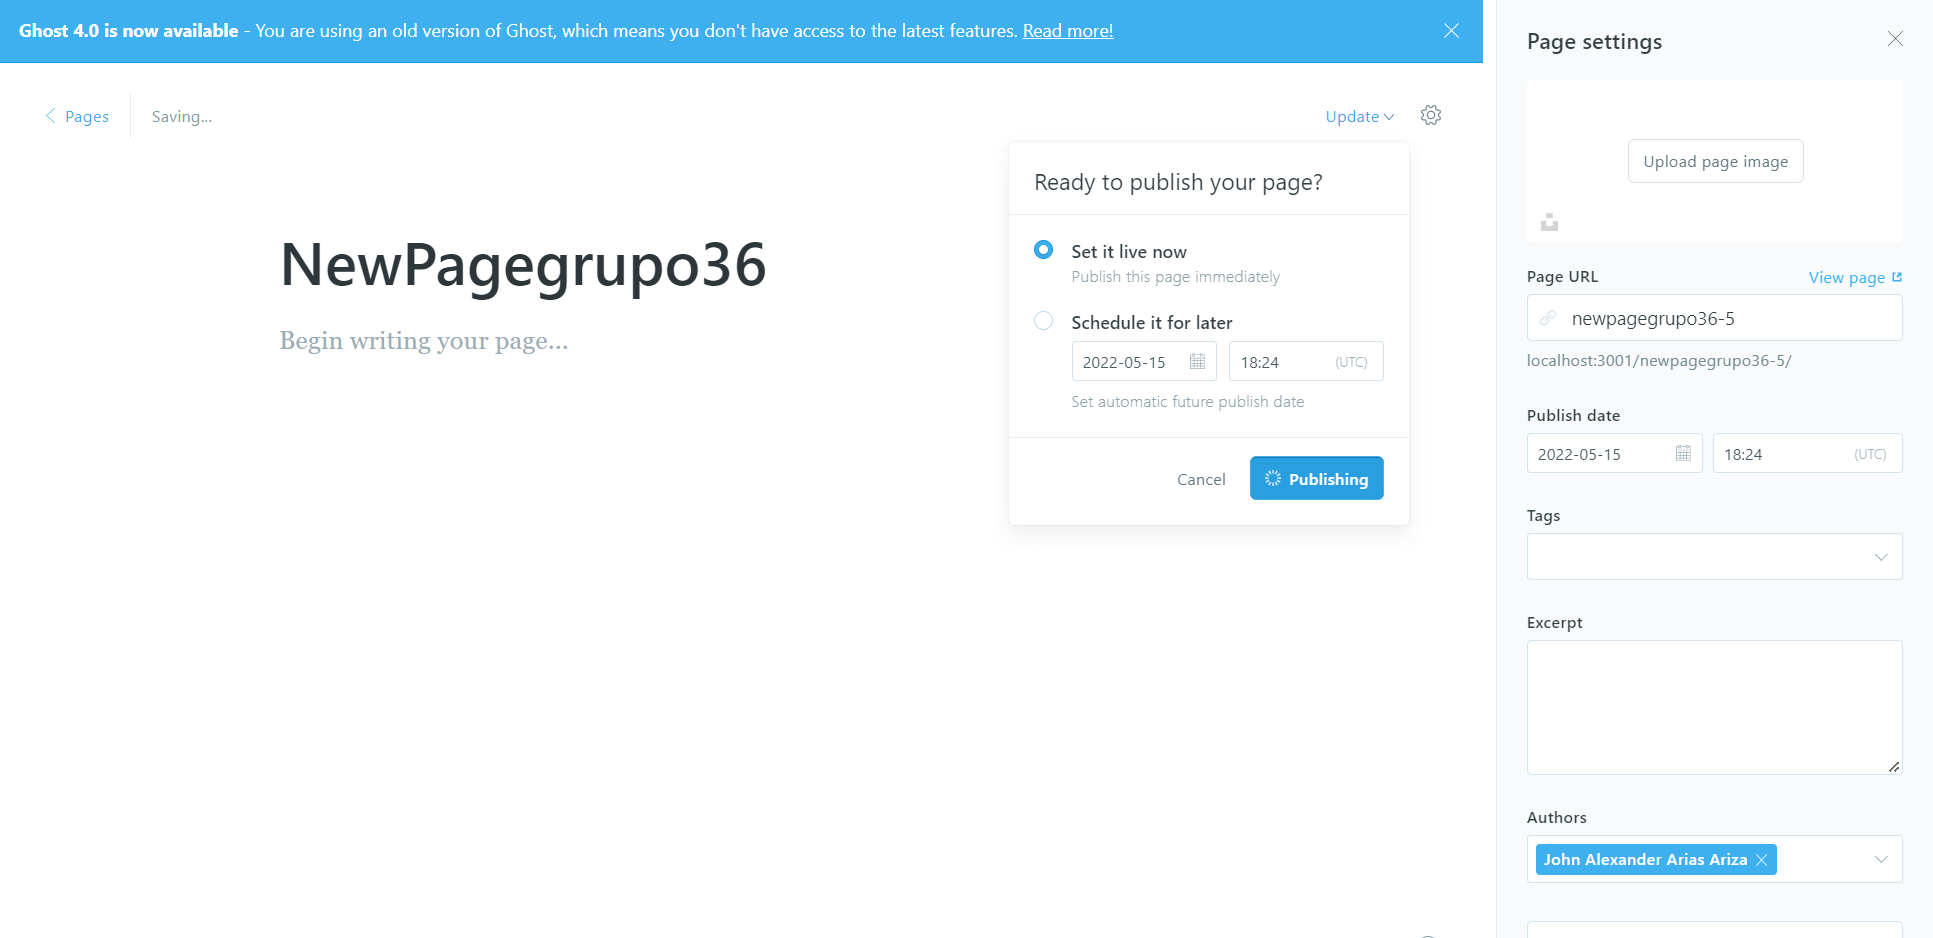 Ghost 4.0 is now available - You are using an old version of Ghost, which means you don't have access to the latest features. Read more!
Pages
Saving...
Update
NewPagegrupo36
Begin writing your page...
Ready to publish your page?
Set it live now
Publish this page immediately
Schedule it for later
2022-05-15 18:24 (UTC)
Set automatic future publish date
Cancel Publishing
Page settings
Upload page image
Page URL View page
newpagegrupo36-5
localhost:3001/newpagegrupo36-5/
Publish date
2022-05-15 18:24 (UTC)
Tags
Excerpt
Authors
John Alexander Arias Ariza